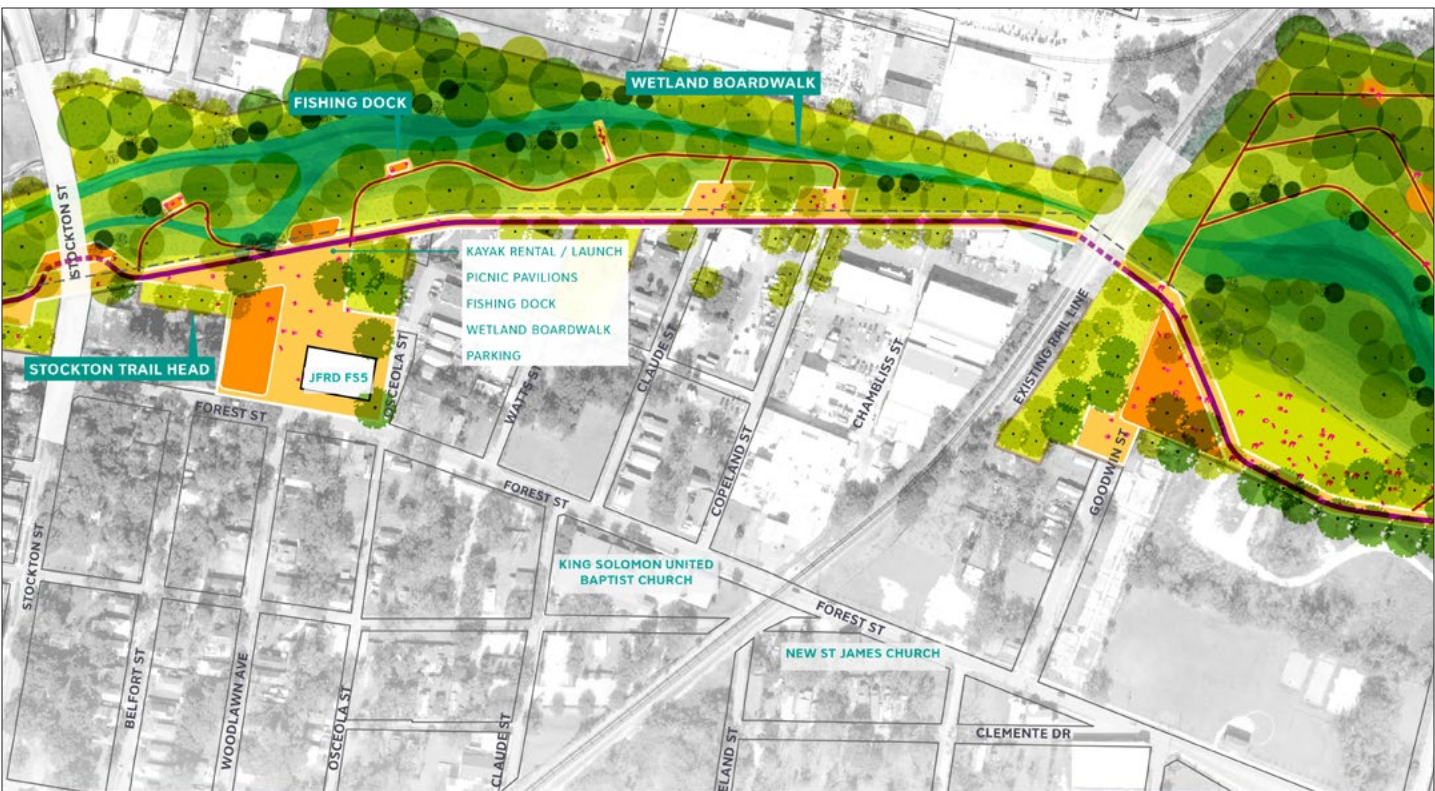 WETLAND BOARDWALK
FISHING DOCK
STOCKTON ST
KAYAK RENTAL / LAUNCH
PICNIC PAVILIONS
FISHING DOCK
WETLAND BOARDWALK
PARKING
STOCKTON TRAIL HEAD
JFRD FS5
OSCEOLA ST
WATTS ST
CLAUDE ST
CHAMBLISS ST
EXISTING RAIL LINE
FOREST ST
FOREST ST
COPELAND ST
GOODWIN ST
STOCKTON ST
KING SOLOMON UNITED
BAPTIST CHURCH
FOREST ST
NEW ST JAMES CHURCH
BELFORT ST
WOODLAWN AVE
OSCEOLA ST
CLAUDE ST
ELAND ST
CLEMENTE DR